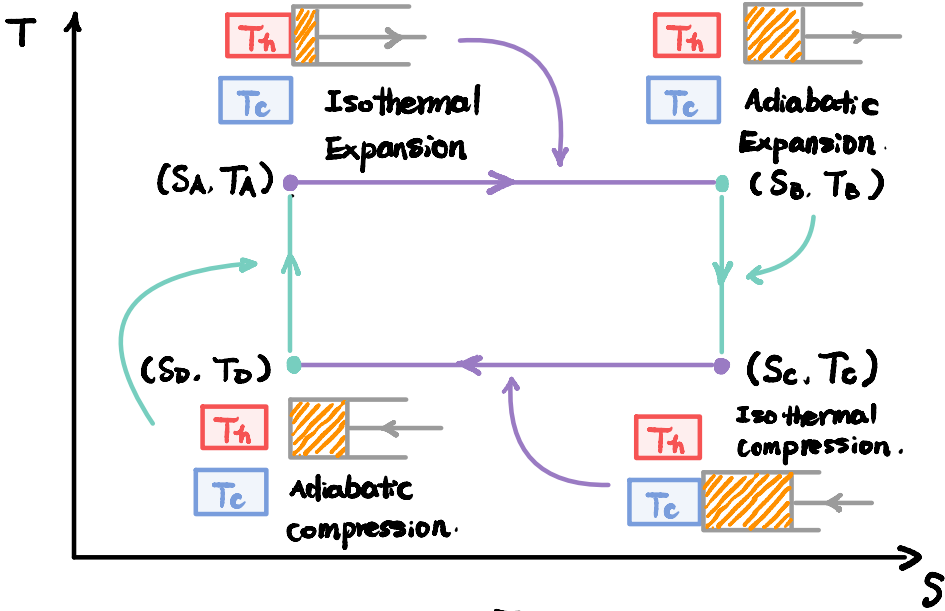 T
Th
Tc
Isothermal
Expansion
Th
Tc
Adiabatic
Expansion.
(SA, TA)
(SB, TB)
(SD, TD)
(SC, TC)
Th
Tc
Adiabatic
compression.
Isothermal
compression.
Th
Tc
S